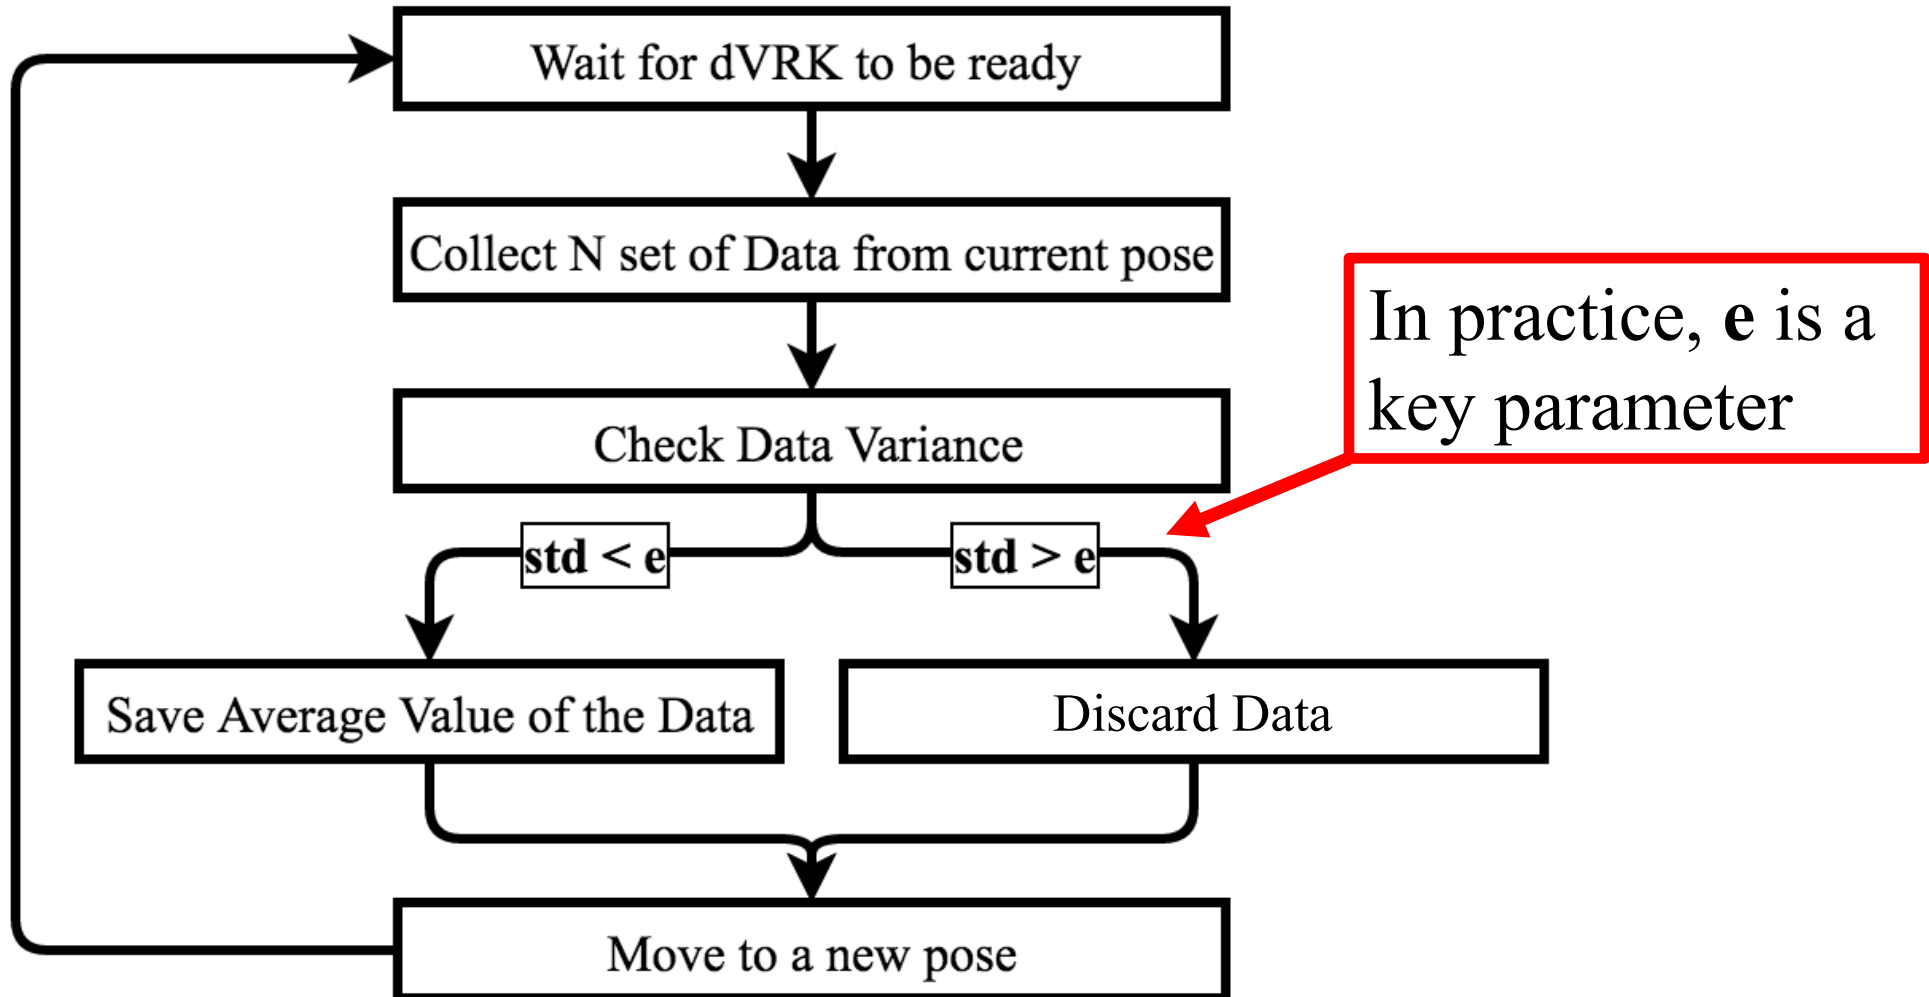 Wait for dVRK to be ready
Collect N set of Data from current pose
In practice, e is a
key parameter
Check Data Variance
std < e
std > e
Save Average Value of the Data
Discard Data
Move to a new pose